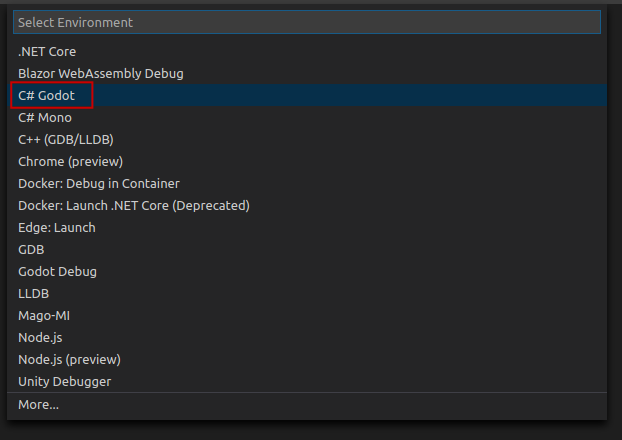 Select Environment
.NET Core
Blazor WebAssembly Debug
C# Godot
C# Mono
C++ (GDB/LLDB)
Chrome (preview)
Docker: Debug in Container
Docker: Launch .NET Core (Deprecated)
Edge: Launch
GDB
Godot Debug
LLDB
Mago-MI
Node.js
Node.js (preview)
Unity Debugger
More...